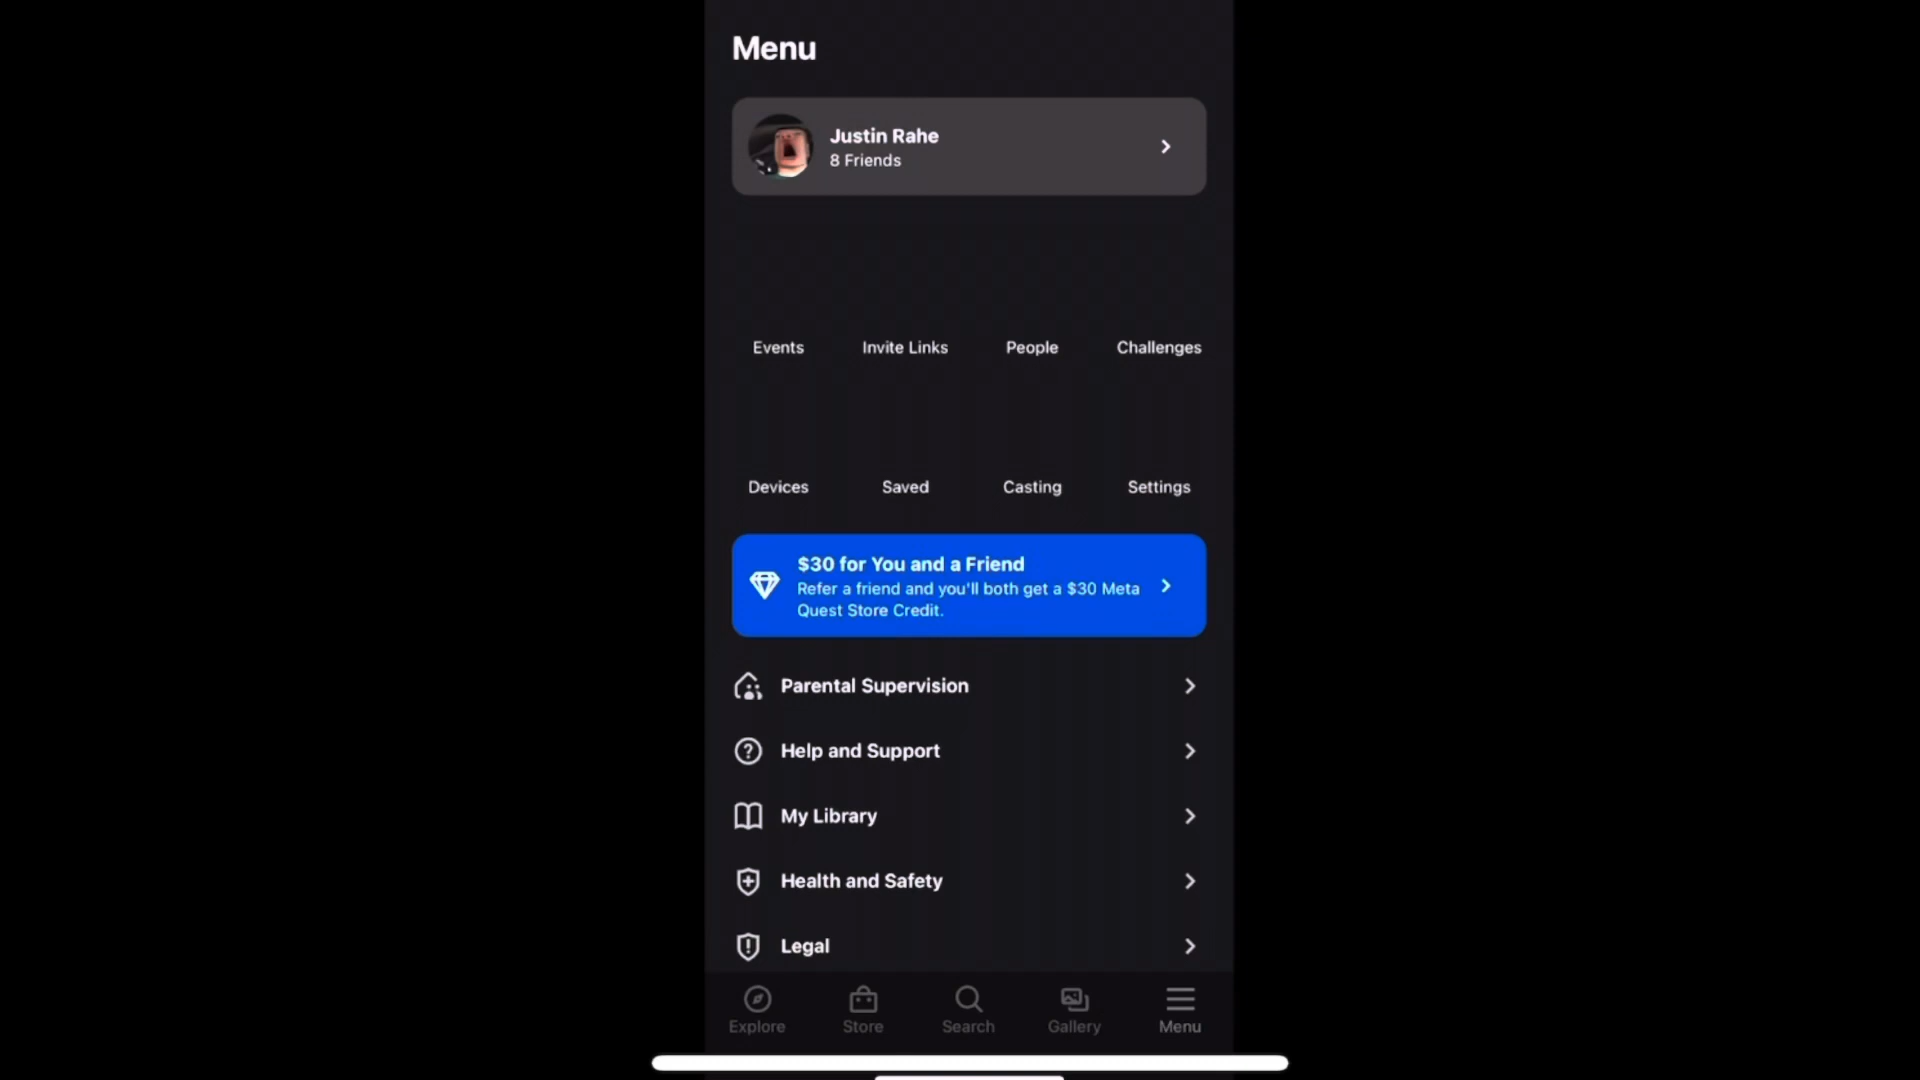 Menu
Justin Rahe
8 Friends
Events Invite Links People Challenges
Devices Saved Casting Settings
$30 for You and a Friend
Refer a friend and you'll both get a $30 Meta
Quest Store Credit.
Parental Supervision
Help and Support
My Library
Health and Safety
Legal
Explore Store Search Gallery Menu